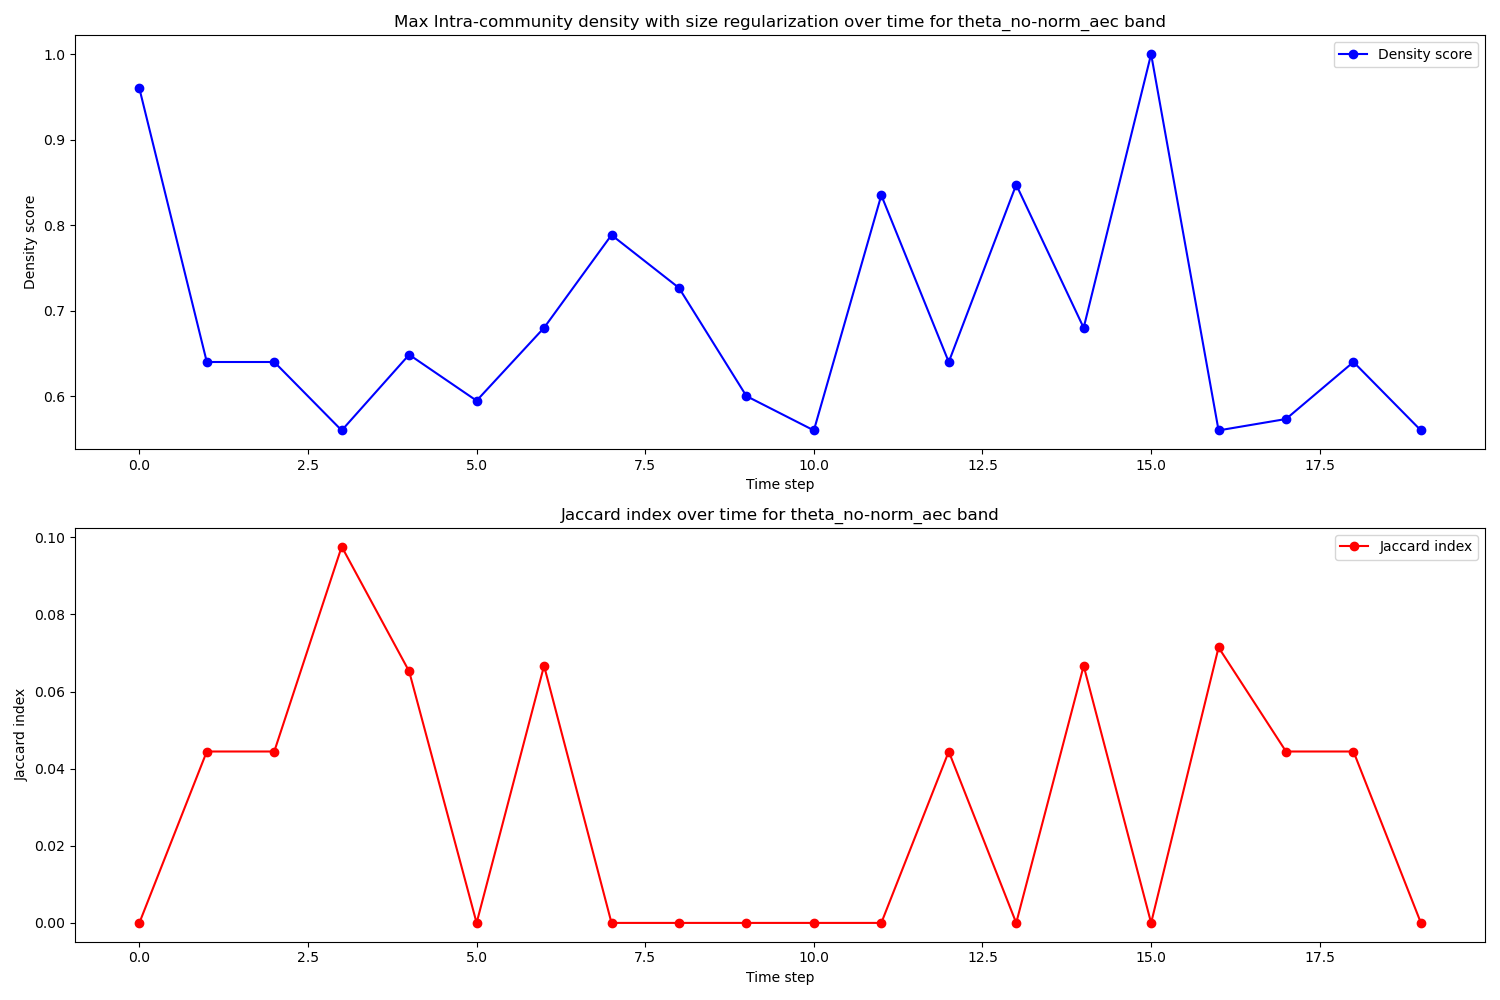 Max Intra-community density with size regularization over time for theta_no-norm_aec band
Density score
Density score
1.0
0.9
0.8
0.7
0.6
0.0 2.5 5.0 7.5 10.0 12.5 15.0 17.5
Time step
Jaccard index over time for theta_no-norm_aec band
Jaccard index
Jaccard index
0.10
0.08
0.06
0.04
0.02
0.00
0.0 2.5 5.0 7.5 10.0 12.5 15.0 17.5
Time step